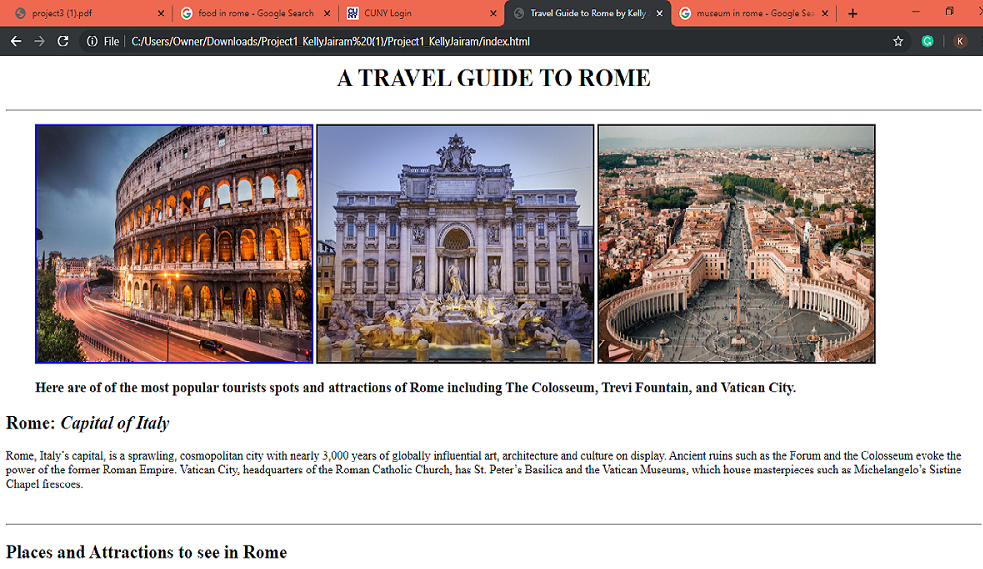 project3 (1).pdf
food in rome - Google Search
CUNY Login
Travel Guide to Rome by Kelly
museum in rome - Google Sea
File
C:/Users/Owner/Downloads/Project1_KellyJairam%20(1)/Project1_KellyJairam/index.html
K
A TRAVEL GUIDE TO ROME
Here are of of the most popular tourists spots and attractions of Rome including The Colosseum, Trevi Fountain, and Vatican City.
Rome: Capital of Italy
Rome, Italy's capital, is a sprawling, cosmopolitan city with nearly 3,000 years of globally influential art, architecture and culture on display. Ancient ruins such as the Forum and the Colosseum evoke the
power of the former Roman Empire. Vatican City, headquarters of the Roman Catholic Church, has St. Peter's Basilica and the Vatican Museums, which house masterpieces such as Michelangelo's Sistine
Chapel frescoes.
Places and Attractions to see in Rome